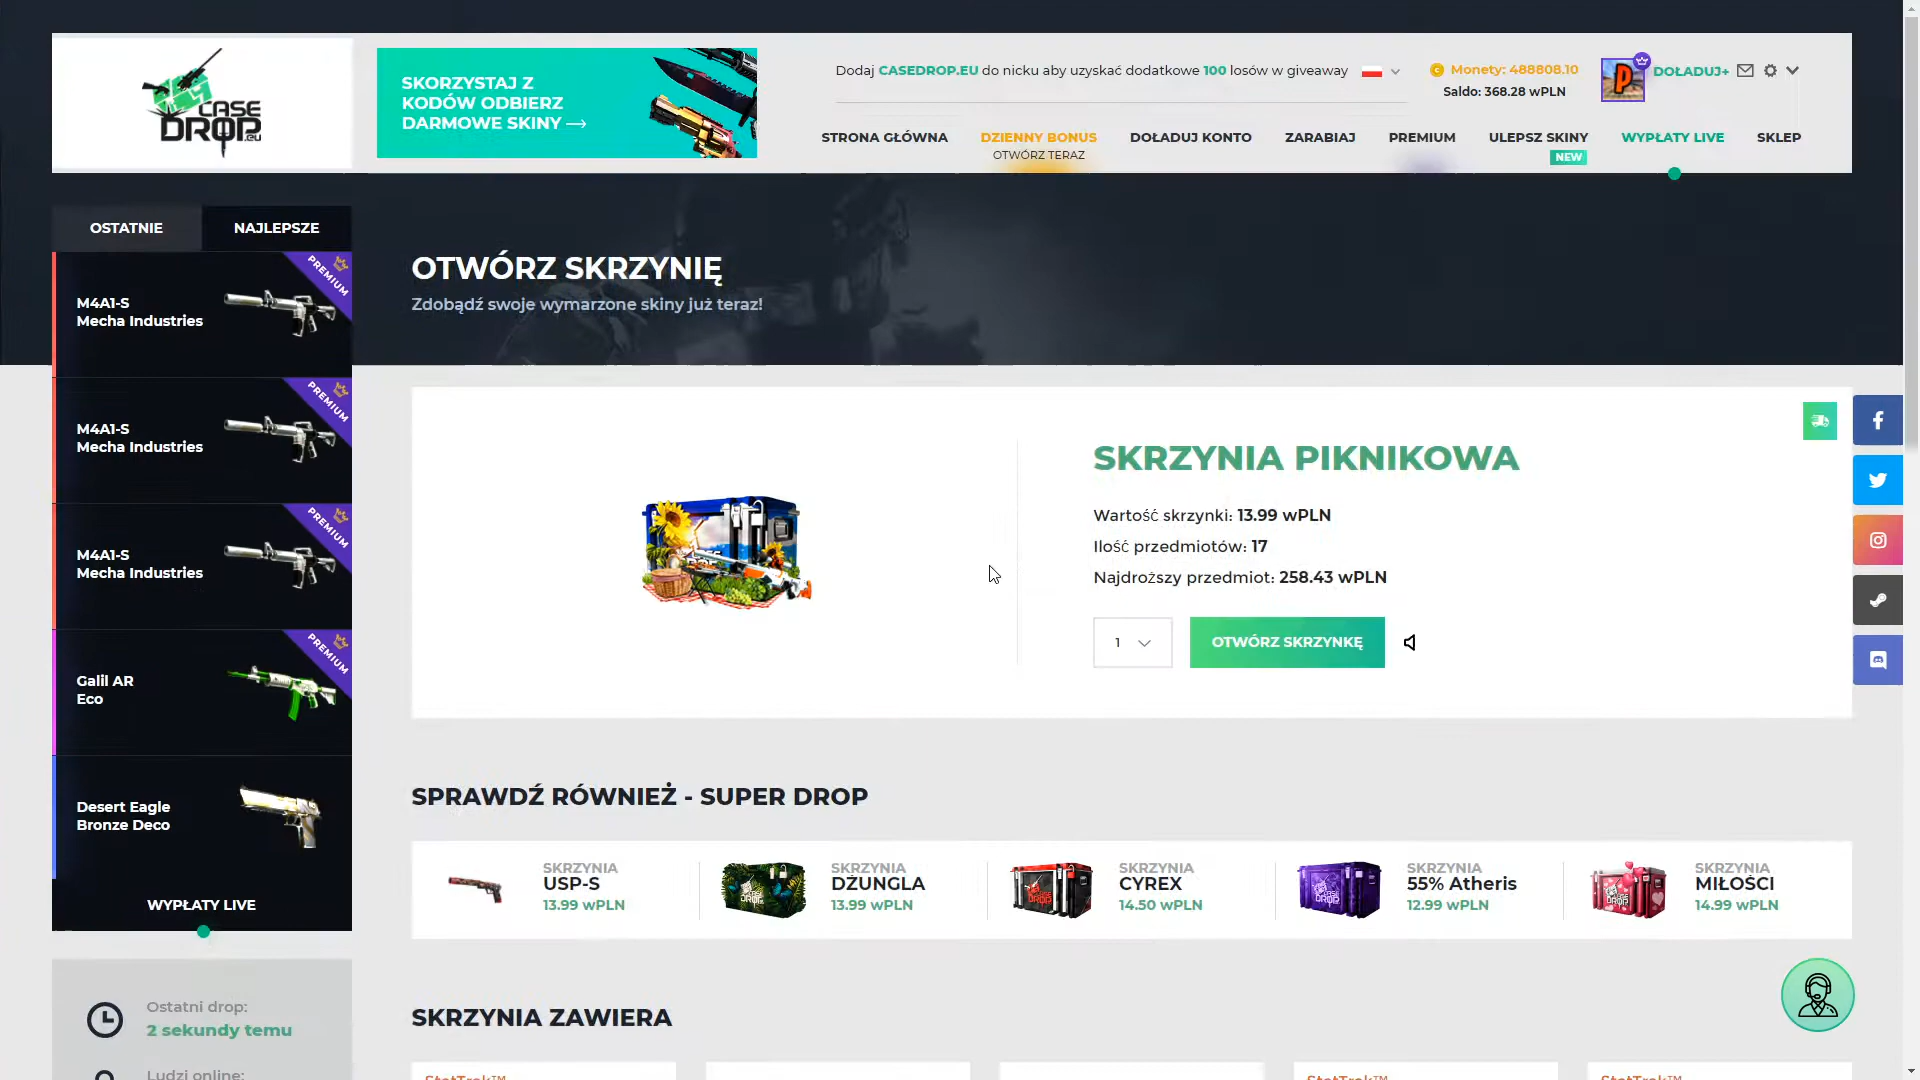 CASE
DROP.eu
SKORZYSTAJ Z
KODÓW ODBIERZ
DARMOWE SKINY
Dodaj CASEDROP.EU do nicku aby uzyskać dodatkowe 100 losów w giveaway
Monety: 488808.10
Saldo: 368.28 wPLN
DOŁADUJ+
STRONA GŁÓWNA
DZIENNY BONUS
OTWÓRZ TERAZ
DOŁADUJ KONTO
ZARABIAJ
PREMIUM
ULEPSZ SKINY
NEW
WYPŁATY LIVE
SKLEP
OSTATNIE
NAJLEPSZE
PREMIUM
M4A1-S
Mecha Industries
PREMIUM
M4A1-S
Mecha Industries
PREMIUM
M4A1-S
Mecha Industries
PREMIUM
Galil AR
Eco
Desert Eagle
Bronze Deco
WYPŁATY LIVE
Ostatni drop:
2 sekundy temu
Ludzi online:
OTWÓRZ SKRZYNIĘ
Zdobądź swoje wymarzone skiny już teraz!
SKRZYNIA PIKNIKOWA
Wartość skrzynki: 13.99 wPLN
Ilość przedmiotów: 17
Najdroższy przedmiot: 258.43 wPLN
1
OTWÓRZ SKRZYNKĘ
SPRAWDŹ RÓWNIEŻ - SUPER DROP
SKRZYNIA
USP-S
13.99 wPLN
SKRZYNIA
DŻUNGLA
13.99 wPLN
SKRZYNIA
CYREX
14.50 wPLN
SKRZYNIA
55% Atheris
12.99 wPLN
SKRZYNIA
MIŁOŚCI
14.99 wPLN
SKRZYNIA ZAWIERA
StatTrak™
StatTrak™
StatTrak™